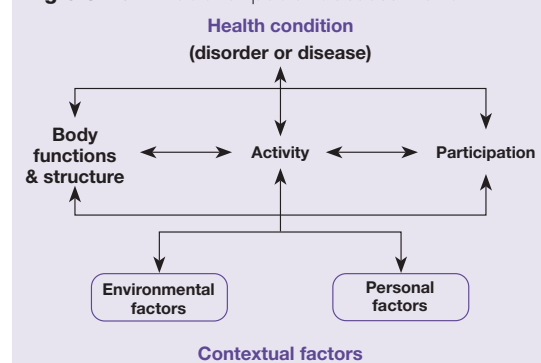 Health condition
(disorder or disease)
Body
functions
& structure
Activity
Participation
Environmental
factors
Personal
factors
Contextual factors